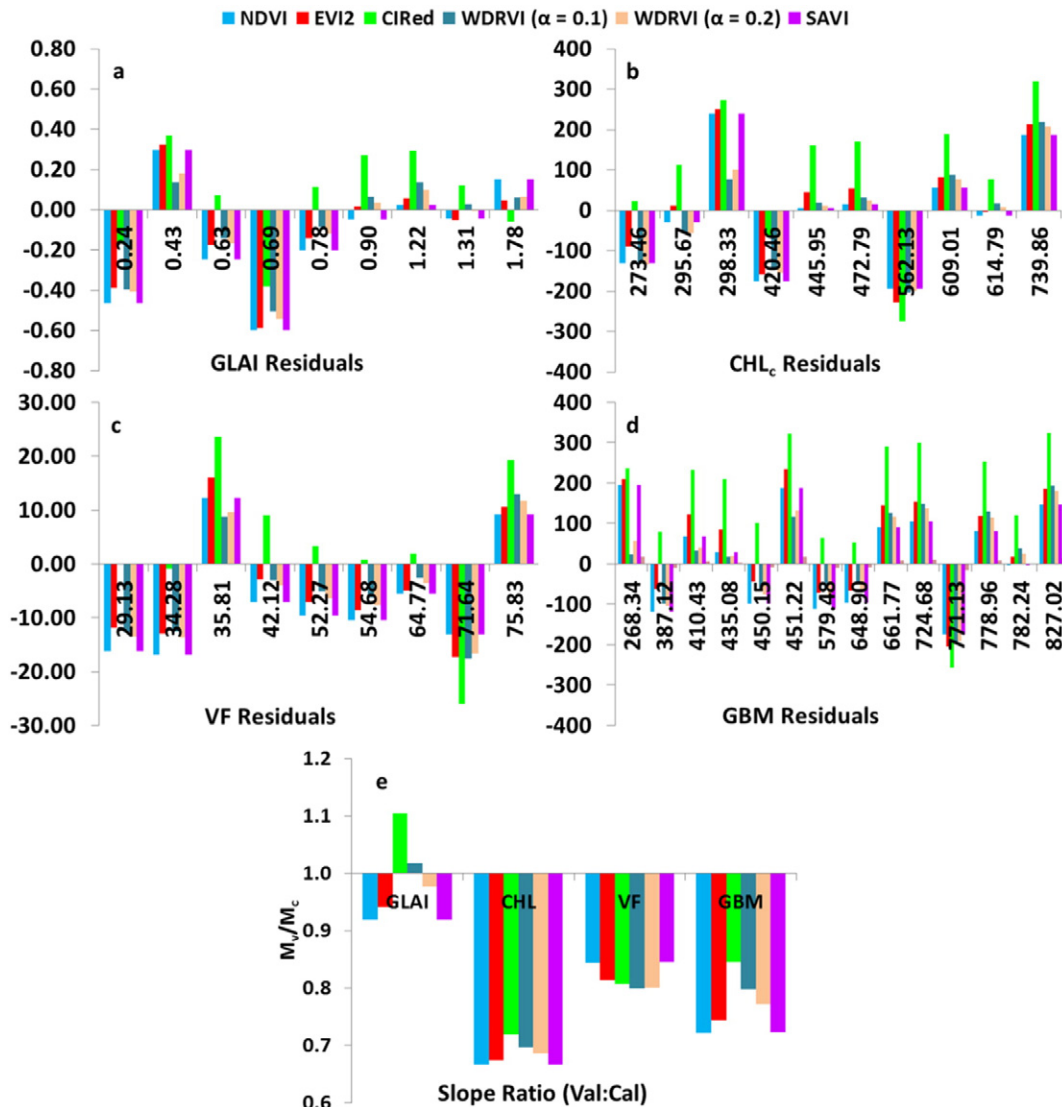 NDVI EVI2 CIRed WDRVI (α = 0.1) WDRVI (α = 0.2) SAVI
a
0.80
0.60
0.40
0.20
0.00
-0.20
-0.40
-0.60
-0.80
0.24 0.43 0.63 0.69 0.78 0.90 1.22 1.31 1.78
GLAI Residuals
b
400
300
200
100
0
-100
-200
-300
-400
273.46 295.67 298.33 420.46 445.95 472.79 562.13 609.01 614.79 739.86
CHLc Residuals
c
30.00
20.00
10.00
0.00
-10.00
-20.00
-30.00
29.13 34.28 35.81 42.12 52.27 54.68 64.77 71.64 75.83
VF Residuals
d
400
300
200
100
0
-100
-200
-300
-400
268.34 387.12 410.43 435.08 450.15 451.22 579.48 648.90 661.77 724.68 771.13 778.96 782.24 827.02
GBM Residuals
e
1.2
1.1
1.0
0.9
0.8
0.7
0.6
Mv/Mc
GLAI CHL VF GBM
Slope Ratio (Val:Cal)